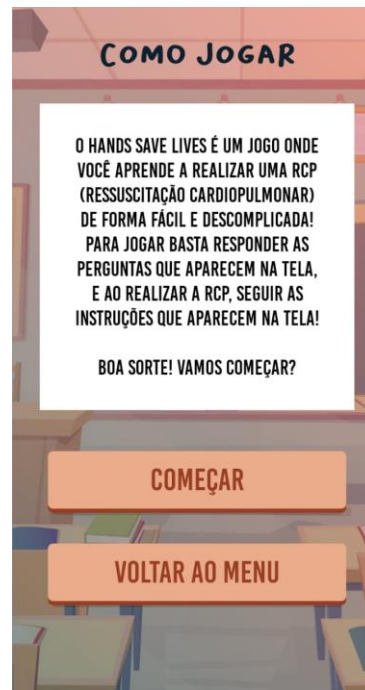 COMO JOGAR
O HANDS SAVE LIVES É UM JOGO ONDE
VOCÊ APRENDE A REALIZAR UMA RCP
(RESSUSCITAÇÃO CARDIOPULMONAR)
DE FORMA FÁCIL E DESCOMPLICADA!
PARA JOGAR BASTA RESPONDER AS
PERGUNTAS QUE APARECEM NA TELA,
E AO REALIZAR A RCP, SEGUIR AS
INSTRUÇÕES QUE APARECEM NA TELA!
BOA SORTE! VAMOS COMEÇAR?
COMEÇAR
VOLTAR AO MENU